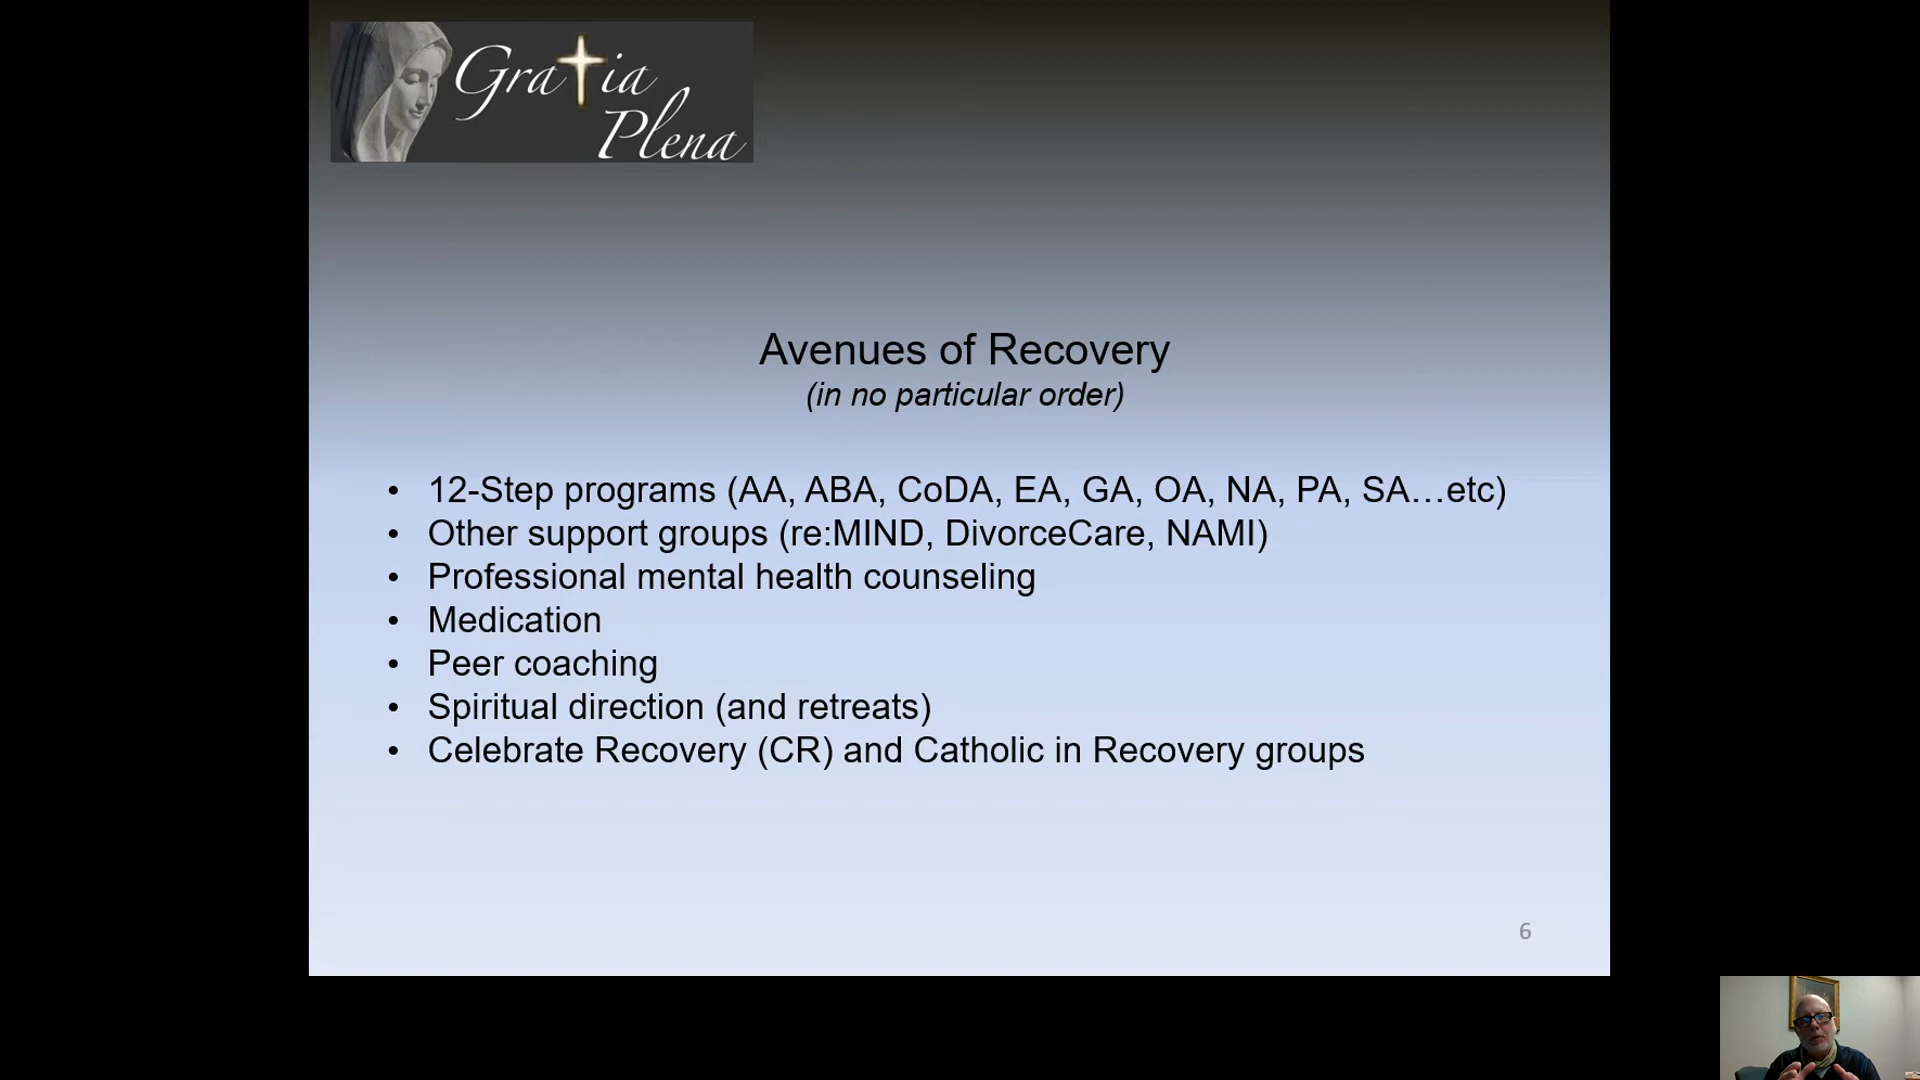 Gratia
Plena
Avenues of Recovery
(in no particular order)
• 12-Step programs (AA, ABA, CoDA, EA, GA, OA, NA, PA, SA…etc)
• Other support groups (re:MIND, DivorceCare, NAMI)
• Professional mental health counseling
• Medication
• Peer coaching
• Spiritual direction (and retreats)
• Celebrate Recovery (CR) and Catholic in Recovery groups
6